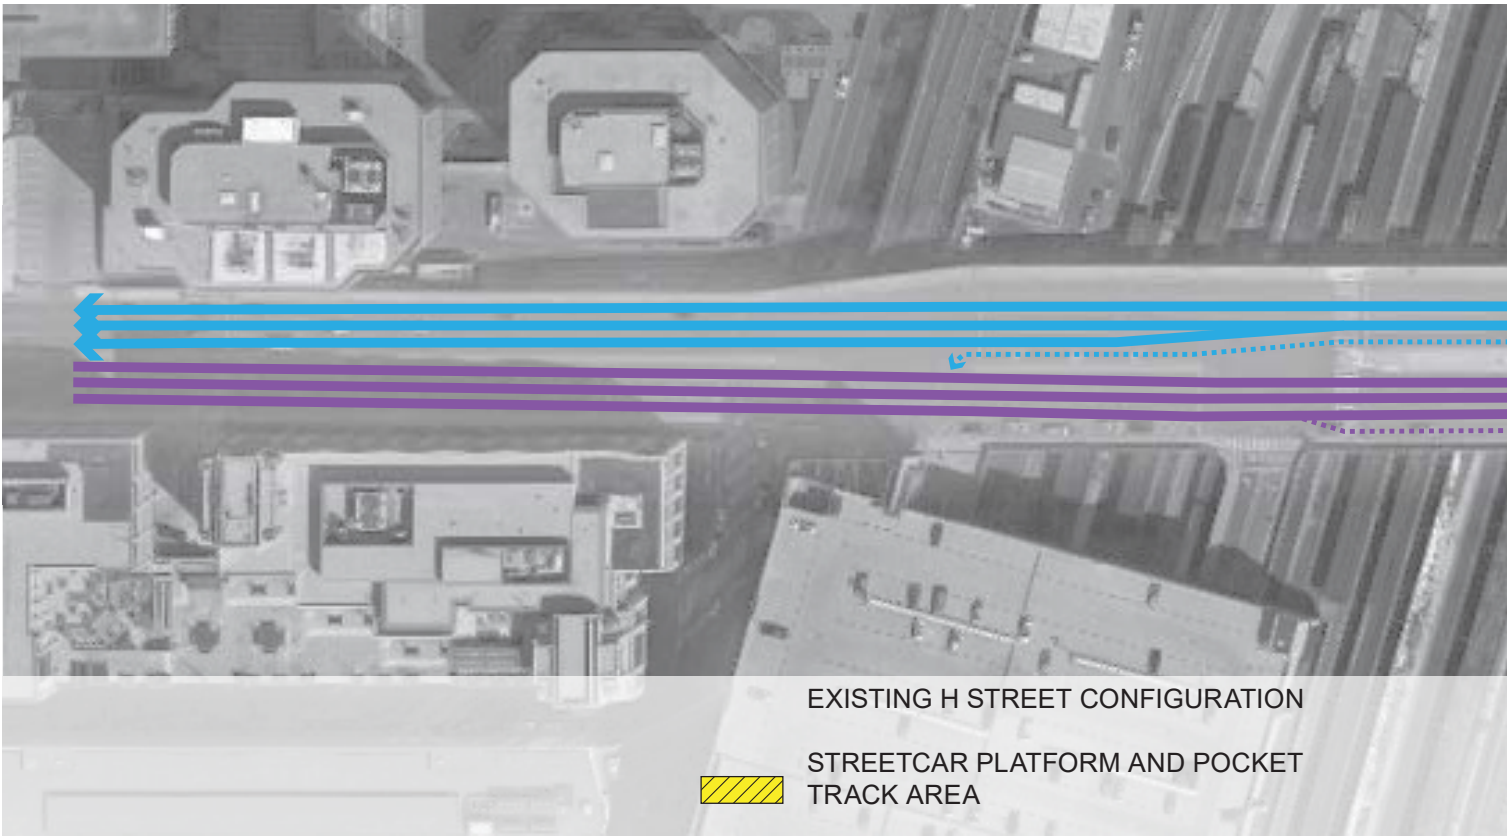 EXISTING H STREET CONFIGURATION
STREETCAR PLATFORM AND POCKET
TRACK AREA